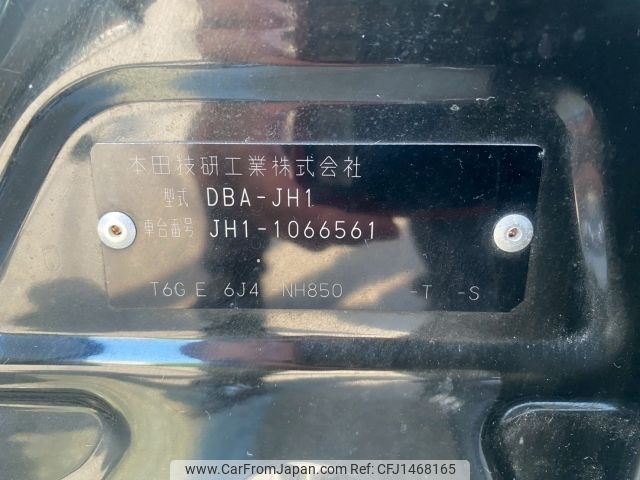 本田技研工業株式会社
型式 DBA-JH1
車台番号 JH1-1066561
T6G E 6J4 -NH850 -T -S
www.CarFromJapan.com | Ref No: CFJ1468165